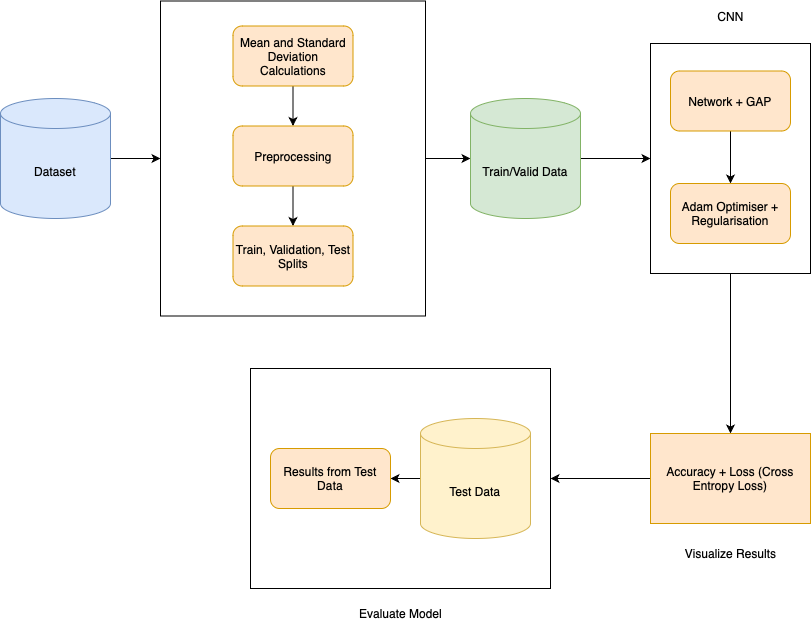 CNN
Mean and Standard
Deviation
Calculations
Network + GAP
Dataset
Preprocessing
Train/Valid Data
Adam Optimiser +
Regularisation
Train, Validation, Test
Splits
Accuracy + Loss (Cross
Entropy Loss)
Visualize Results
Test Data
Results from Test
Data
Evaluate Model